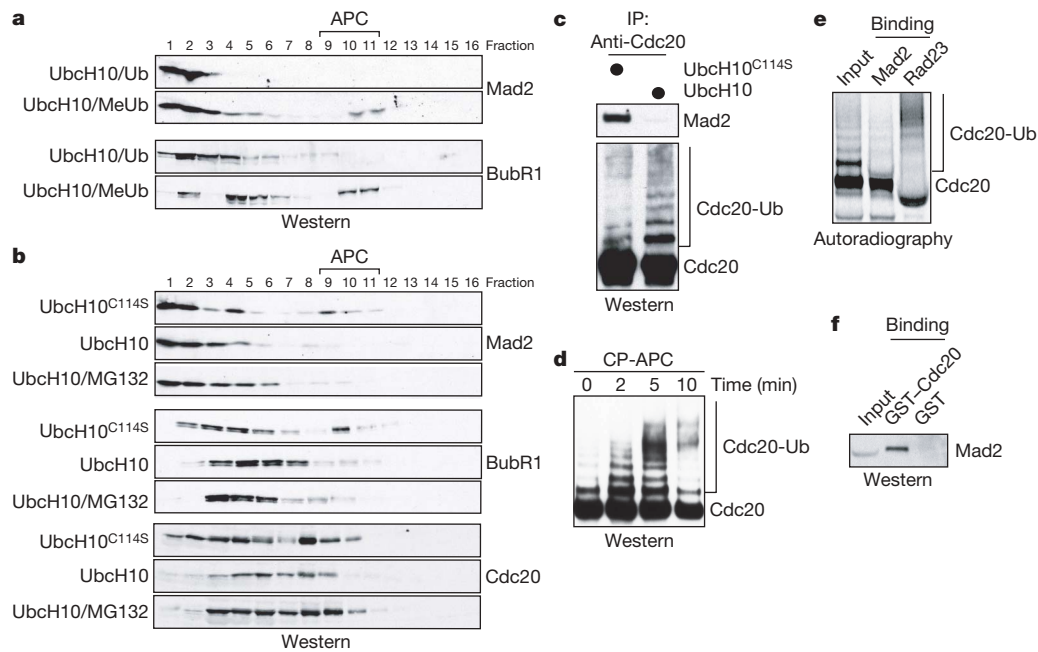 a
APC
1 2 3 4 5 6 7 8 9 10 11 12 13 14 15 16 Fraction
UbcH10/Ub
UbcH10/MeUb
Mad2
UbcH10/Ub
UbcH10/MeUb
BubR1
Western
b
APC
1 2 3 4 5 6 7 8 9 10 11 12 13 14 15 16 Fraction
UbcH10C114S
UbcH10
Mad2
UbcH10/MG132
UbcH10C114S
UbcH10
BubR1
UbcH10/MG132
UbcH10C114S
UbcH10
Cdc20
UbcH10/MG132
Western
c
IP:
Anti-Cdc20
UbcH10C114S
UbcH10
Mad2
Cdc20-Ub
Cdc20
Western
d
CP-APC
0 2 5 10 Time (min)
Cdc20-Ub
Cdc20
Western
e
Binding
Input Mad2 Rad23
Cdc20-Ub
Cdc20
Autoradiography
f
Binding
Input GST–Cdc20 GST
Mad2
Western